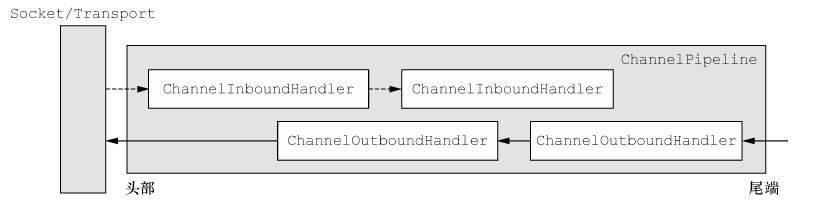 Socket/Transport
ChannelPipeline
ChannelInboundHandler
ChannelInboundHandler
ChannelOutboundHandler
ChannelOutboundHandler
头部
尾端